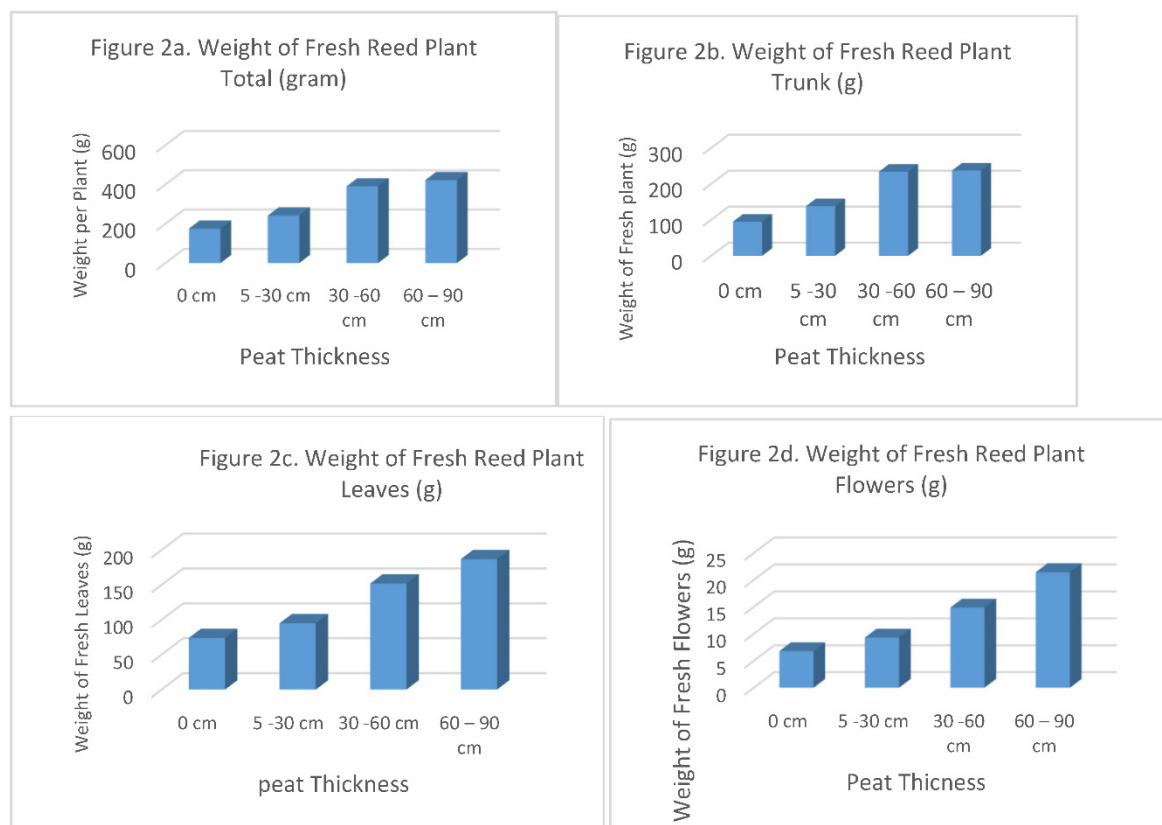 Figure 2a. Weight of Fresh Reed Plant
Total (gram)
Weight per Plant (g)
600
400
200
0
0 cm
5 -30 cm
30 -60
cm
60 – 90
cm
Peat Thickness
Figure 2b. Weight of Fresh Reed Plant
Trunk (g)
Weight of Fresh plant (g)
300
200
100
0
0 cm
5 -30
cm
30 -60
cm
60 – 90
cm
Peat Thickness
Figure 2c. Weight of Fresh Reed Plant
Leaves (g)
Weight of Fresh Leaves (g)
200
150
100
50
0
0 cm
5 -30 cm
30 -60 cm
60 – 90
cm
peat Thickness
Figure 2d. Weight of Fresh Reed Plant
Flowers (g)
Weight of Fresh Flowers (g)
25
20
15
10
5
0
0 cm
5 -30 cm
30 -60
cm
60 – 90
cm
Peat Thicness